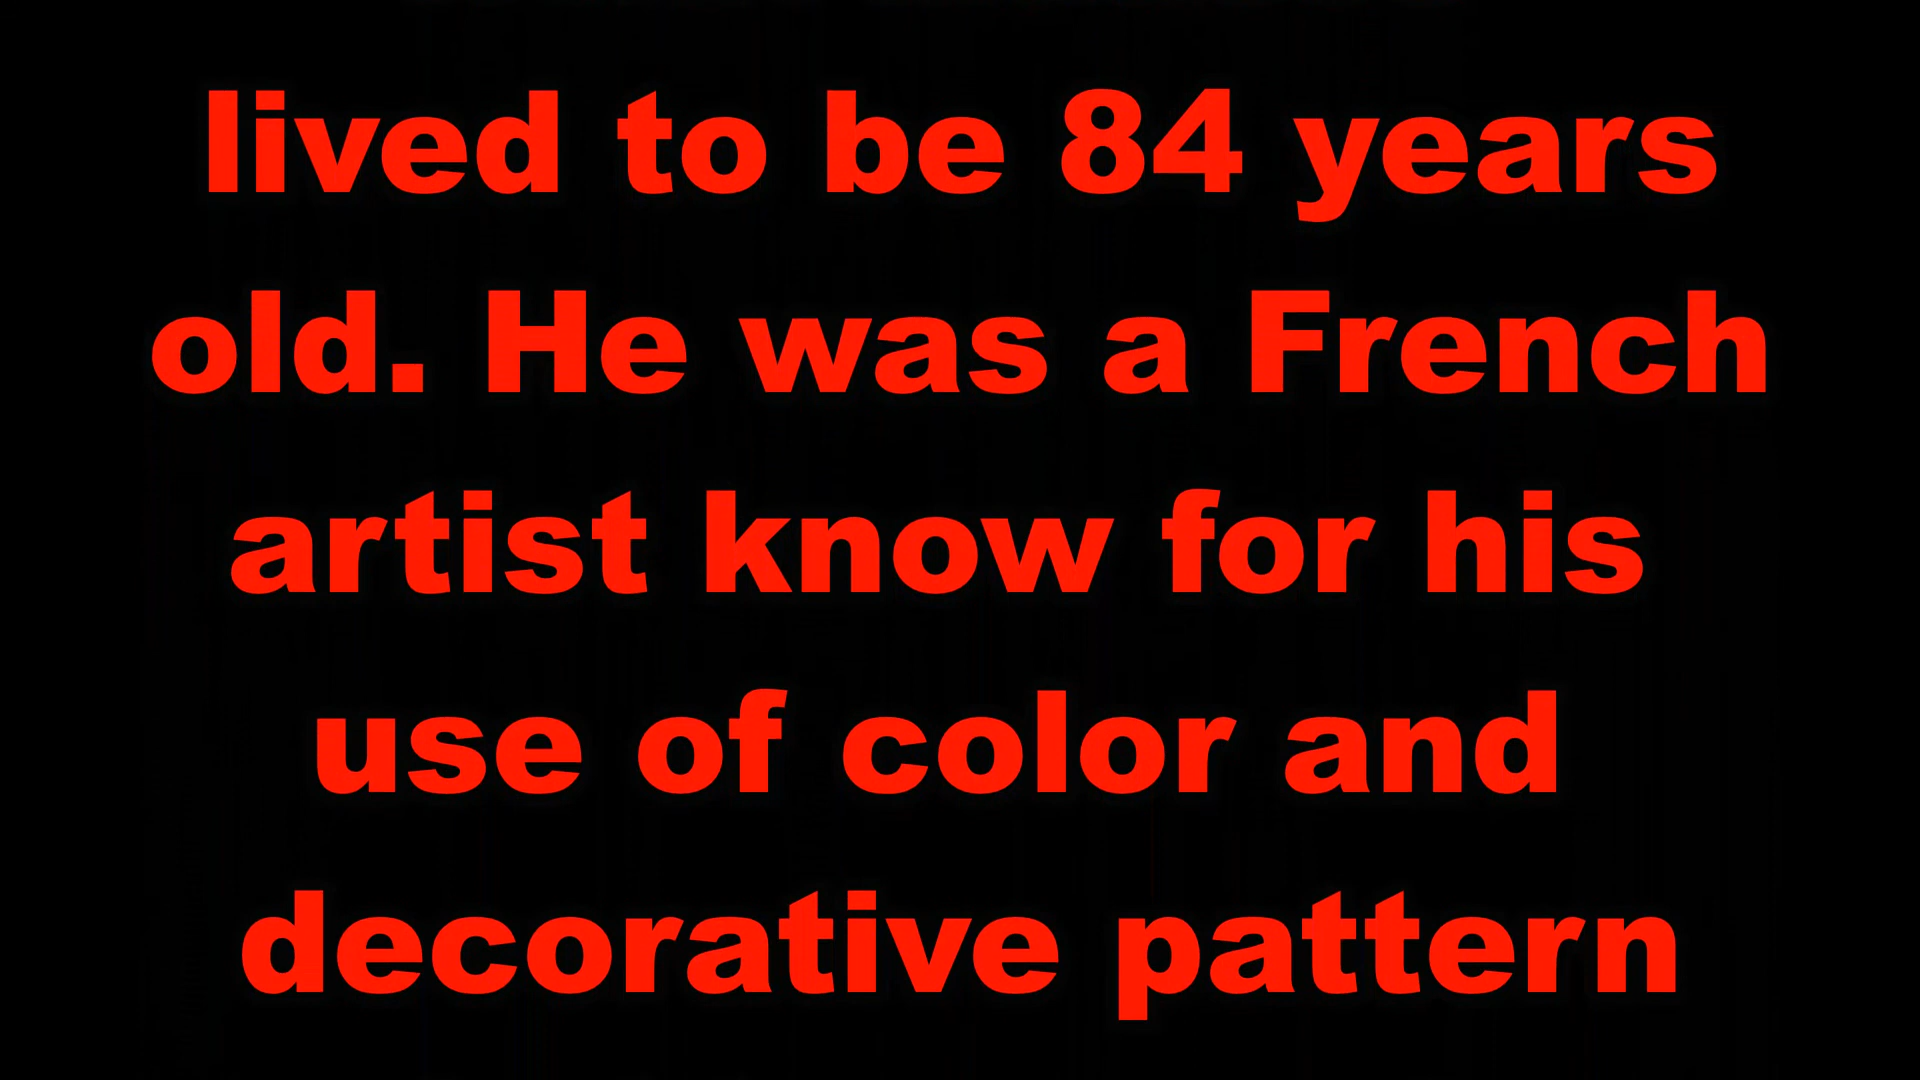 lived to be 84 years
old. He was a French
artist know for his
use of color and
decorative pattern